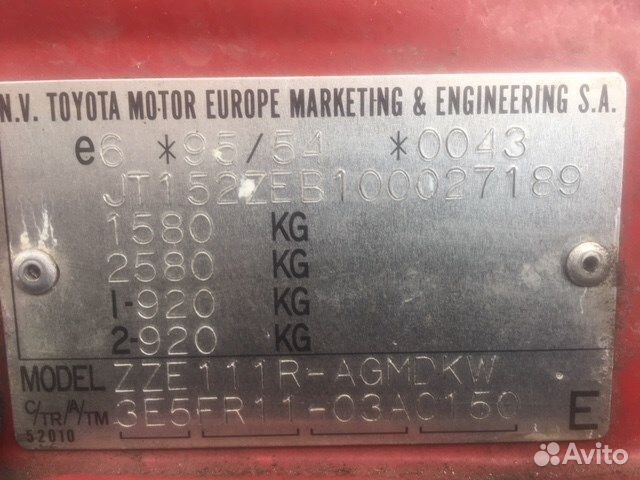 N.V. TOYOTA MOTOR EUROPE MARKETING & ENGINEERING S.A.
e6 *95/54 *0043
JT152ZEB100027189
1580 KG
2580 KG
1-920 KG
2-920 KG
MODEL ZZE111R-AGMDKW
C/TR/A/TM 3E5FR11-03AC150 E
52010
Avito